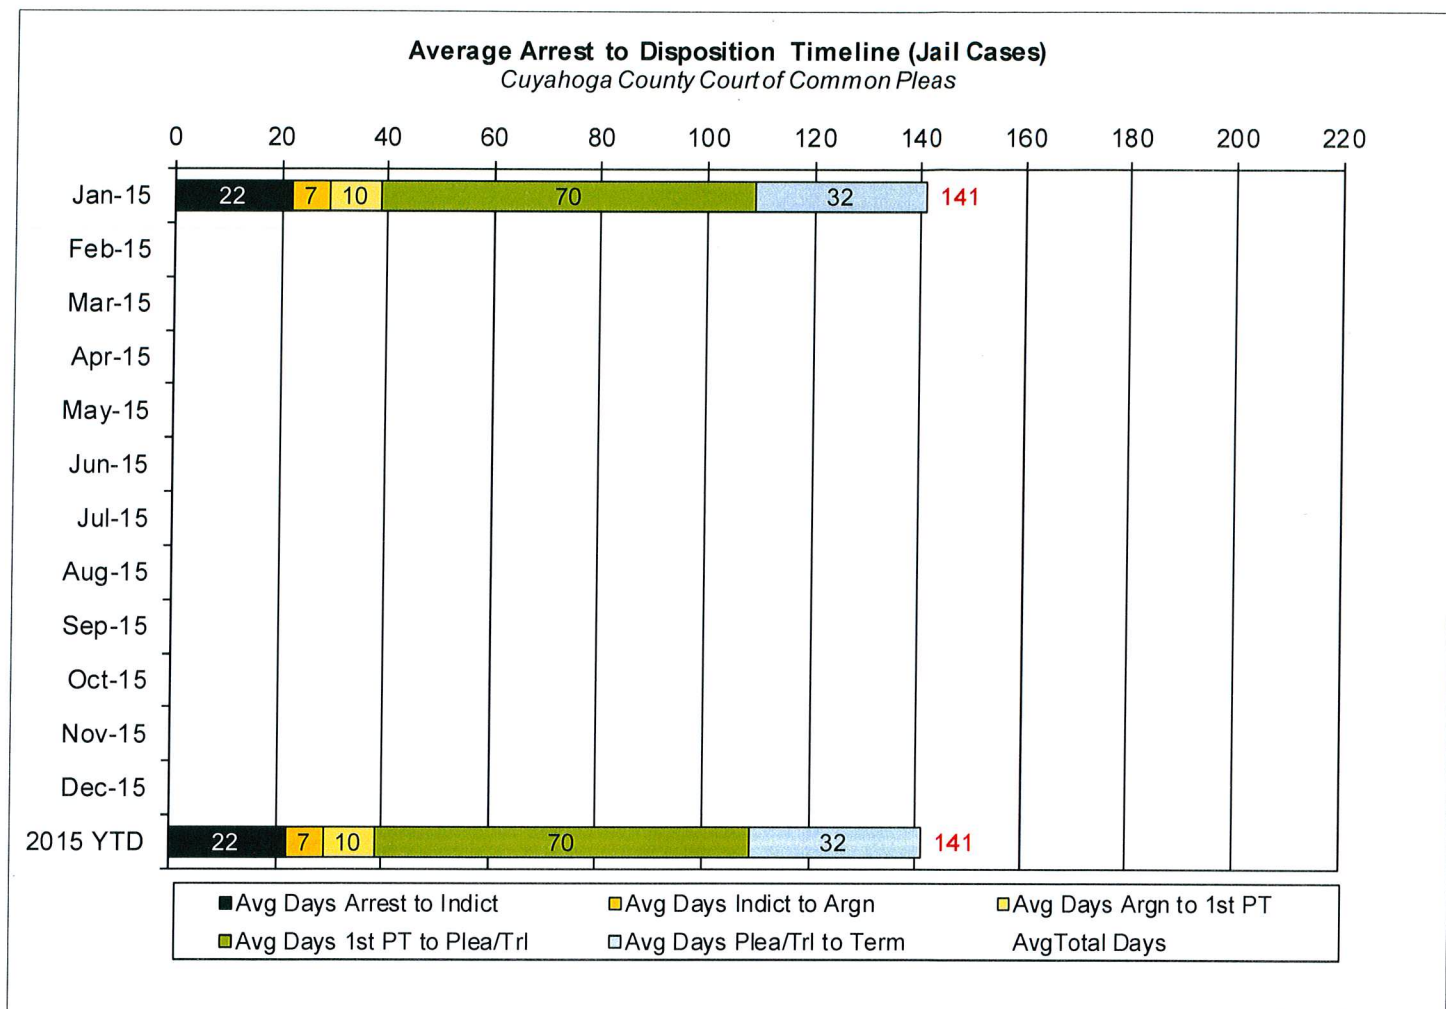 Average Arrest to Disposition Timeline (Jail Cases)
Cuyahoga County Court of Common Pleas
0 20 40 60 80 100 120 140 160 180 200 220
Jan-15 22 7 10 70 32 141
Feb-15
Mar-15
Apr-15
May-15
Jun-15
Jul-15
Aug-15
Sep-15
Oct-15
Nov-15
Dec-15
2015 YTD 22 7 10 70 32 141
Avg Days Arrest to Indict Avg Days Indict to Argn Avg Days Argn to 1st PT
Avg Days 1st PT to Plea/Trl Avg Days Plea/Trl to Term AvgTotal Days